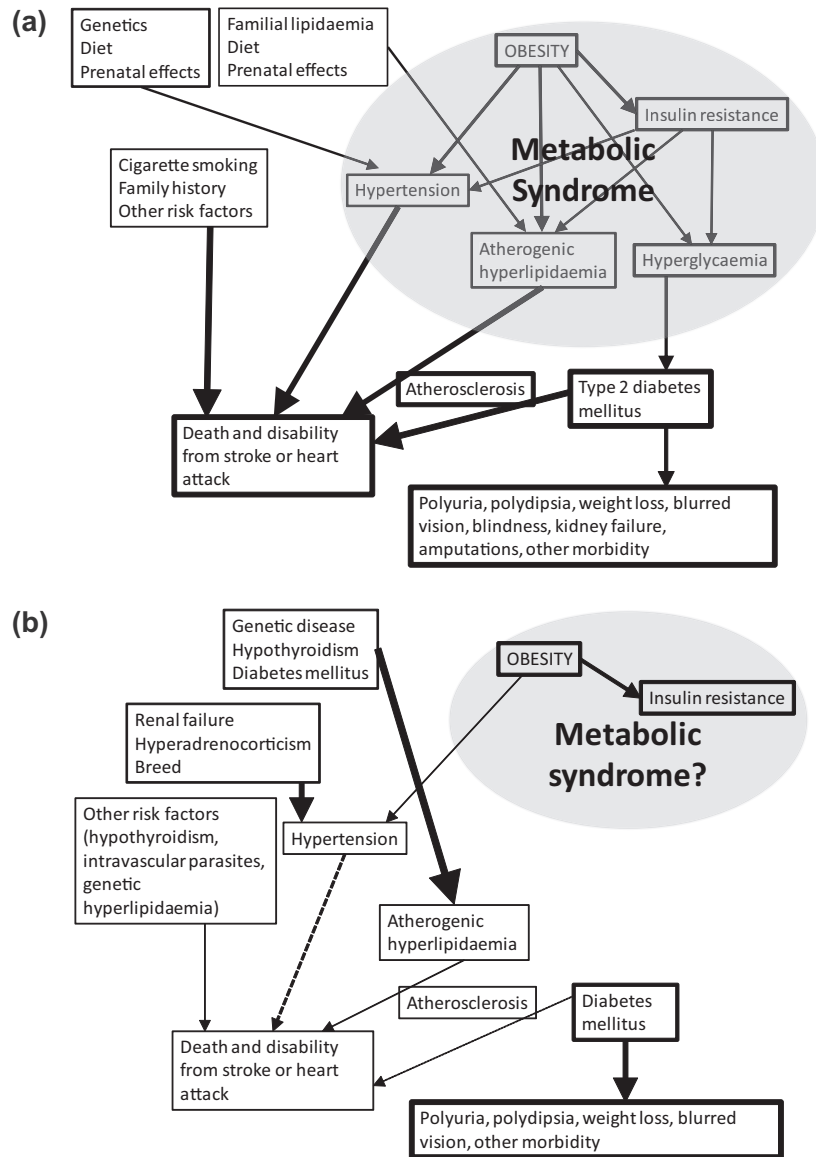 (a)
Genetics
Diet
Prenatal effects
Familial lipidaemia
Diet
Prenatal effects
OBESITY
Insulin resistance
Metabolic
Syndrome
Cigarette smoking
Family history
Other risk factors
Hypertension
Atherogenic
hyperlipidaemia
Hyperglycaemia
Atherosclerosis
Type 2 diabetes
mellitus
Death and disability
from stroke or heart
attack
Polyuria, polydipsia, weight loss, blurred
vision, blindness, kidney failure,
amputations, other morbidity
(b)
Genetic disease
Hypothyroidism
Diabetes mellitus
OBESITY
Insulin resistance
Metabolic
syndrome?
Renal failure
Hyperadrenocorticism
Breed
Other risk factors
(hypothyroidism,
intravascular parasites,
genetic
hyperlipidaemia)
Hypertension
Atherogenic
hyperlipidaemia
Atherosclerosis
Diabetes
mellitus
Death and disability
from stroke or heart
attack
Polyuria, polydipsia, weight loss, blurred
vision, other morbidity